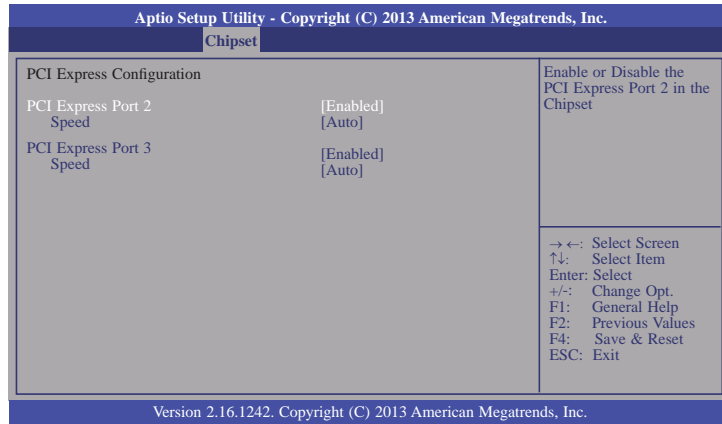 Aptio Setup Utility - Copyright (C) 2013 American Megatrends, Inc.
Chipset
PCI Express Configuration
PCI Express Port 2 [Enabled]
Speed [Auto]
PCI Express Port 3 [Enabled]
Speed [Auto]
Enable or Disable the
PCI Express Port 2 in the
Chipset
→←: Select Screen
↑↓: Select Item
Enter: Select
+/-: Change Opt.
F1: General Help
F2: Previous Values
F4: Save & Reset
ESC: Exit
Version 2.16.1242. Copyright (C) 2013 American Megatrends, Inc.